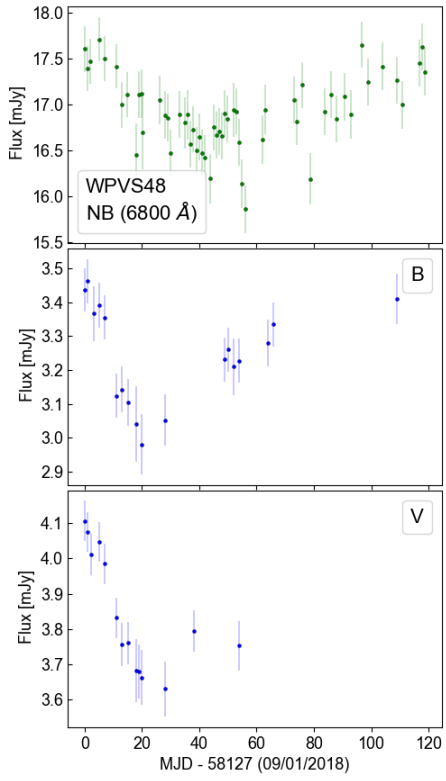 18.0
17.5
17.0
16.5
16.0
15.5
Flux [mJy]
WPVS48
NB (6800 Å)
3.5
3.4
3.3
3.2
3.1
3.0
2.9
Flux [mJy]
B
4.1
4.0
3.9
3.8
3.7
3.6
Flux [mJy]
V
0 20 40 60 80 100 120
MJD - 58127 (09/01/2018)